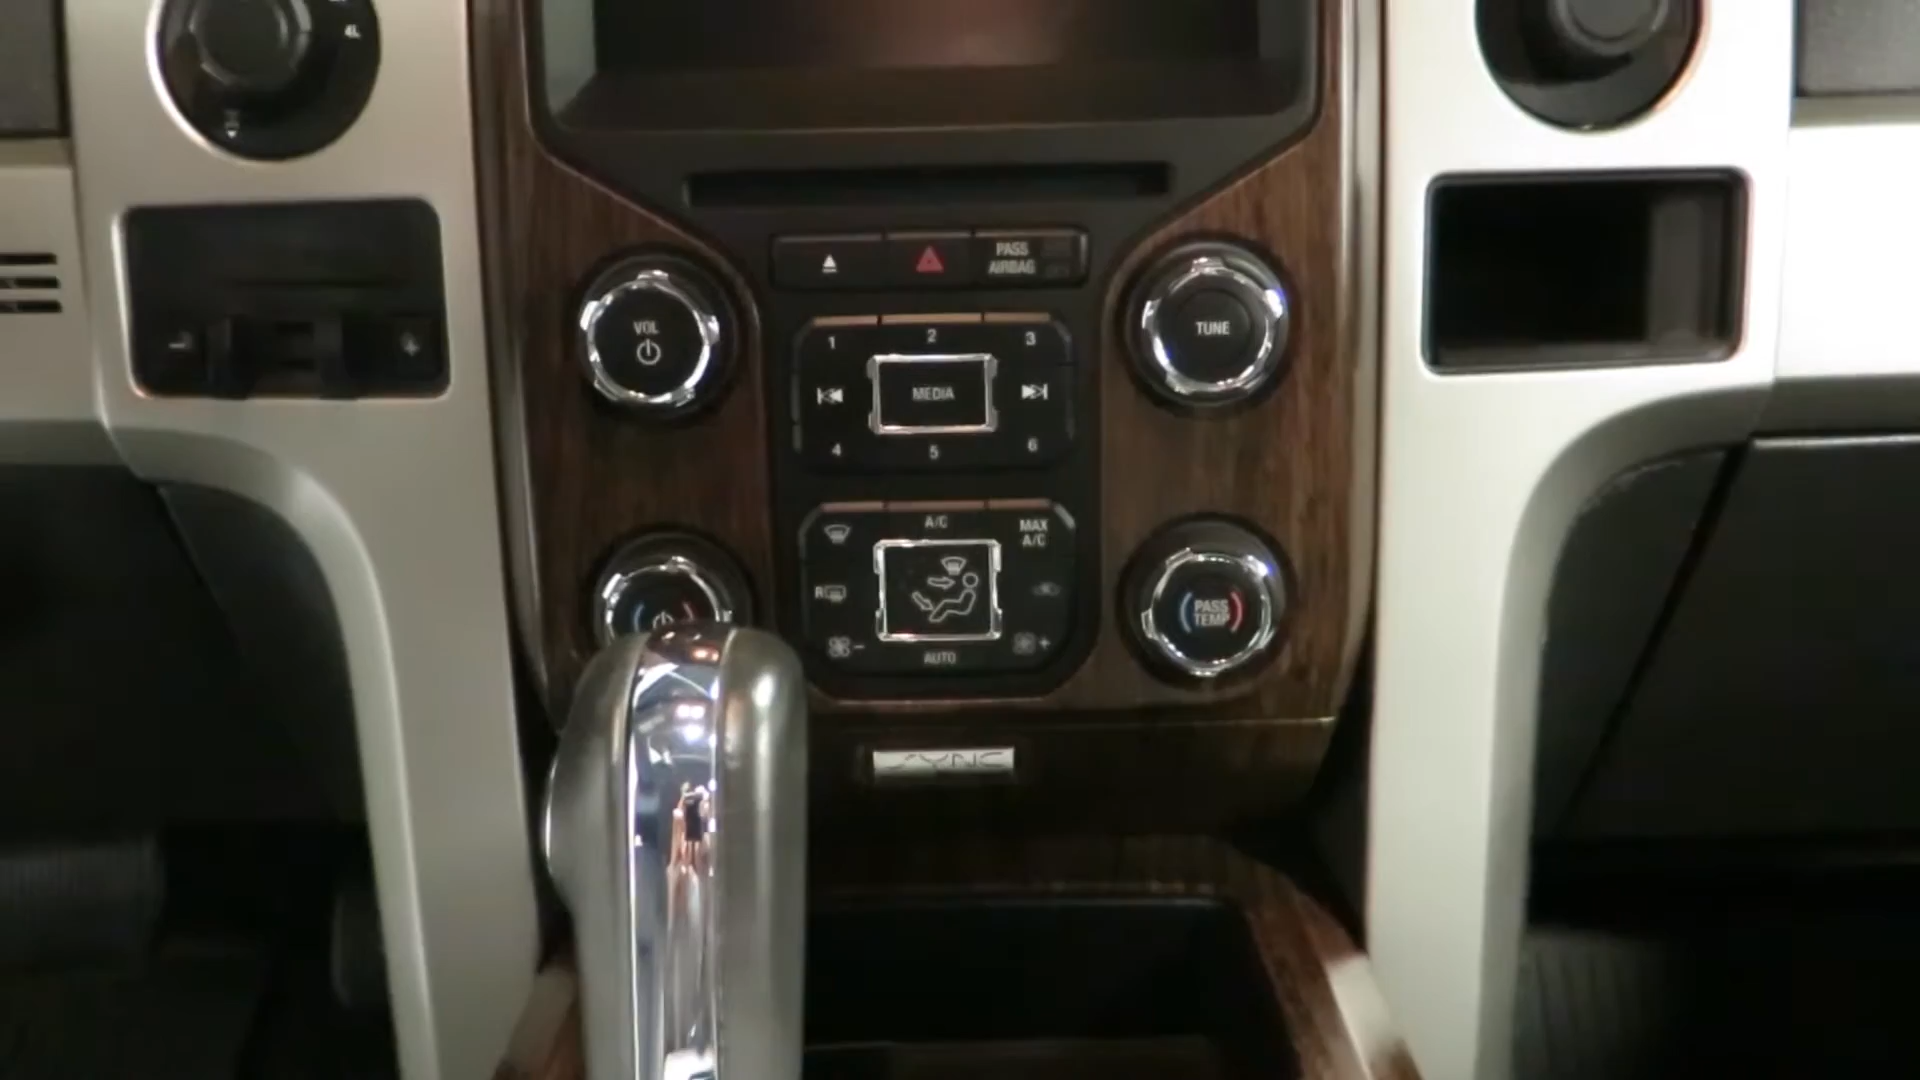 4L
PASS
AIRBAG
VOL
TUNE
1 2 3
MEDIA
4 5 6
A/C
MAX
A/C
R
PASS
TEMP
- +
AUTO
SYNC